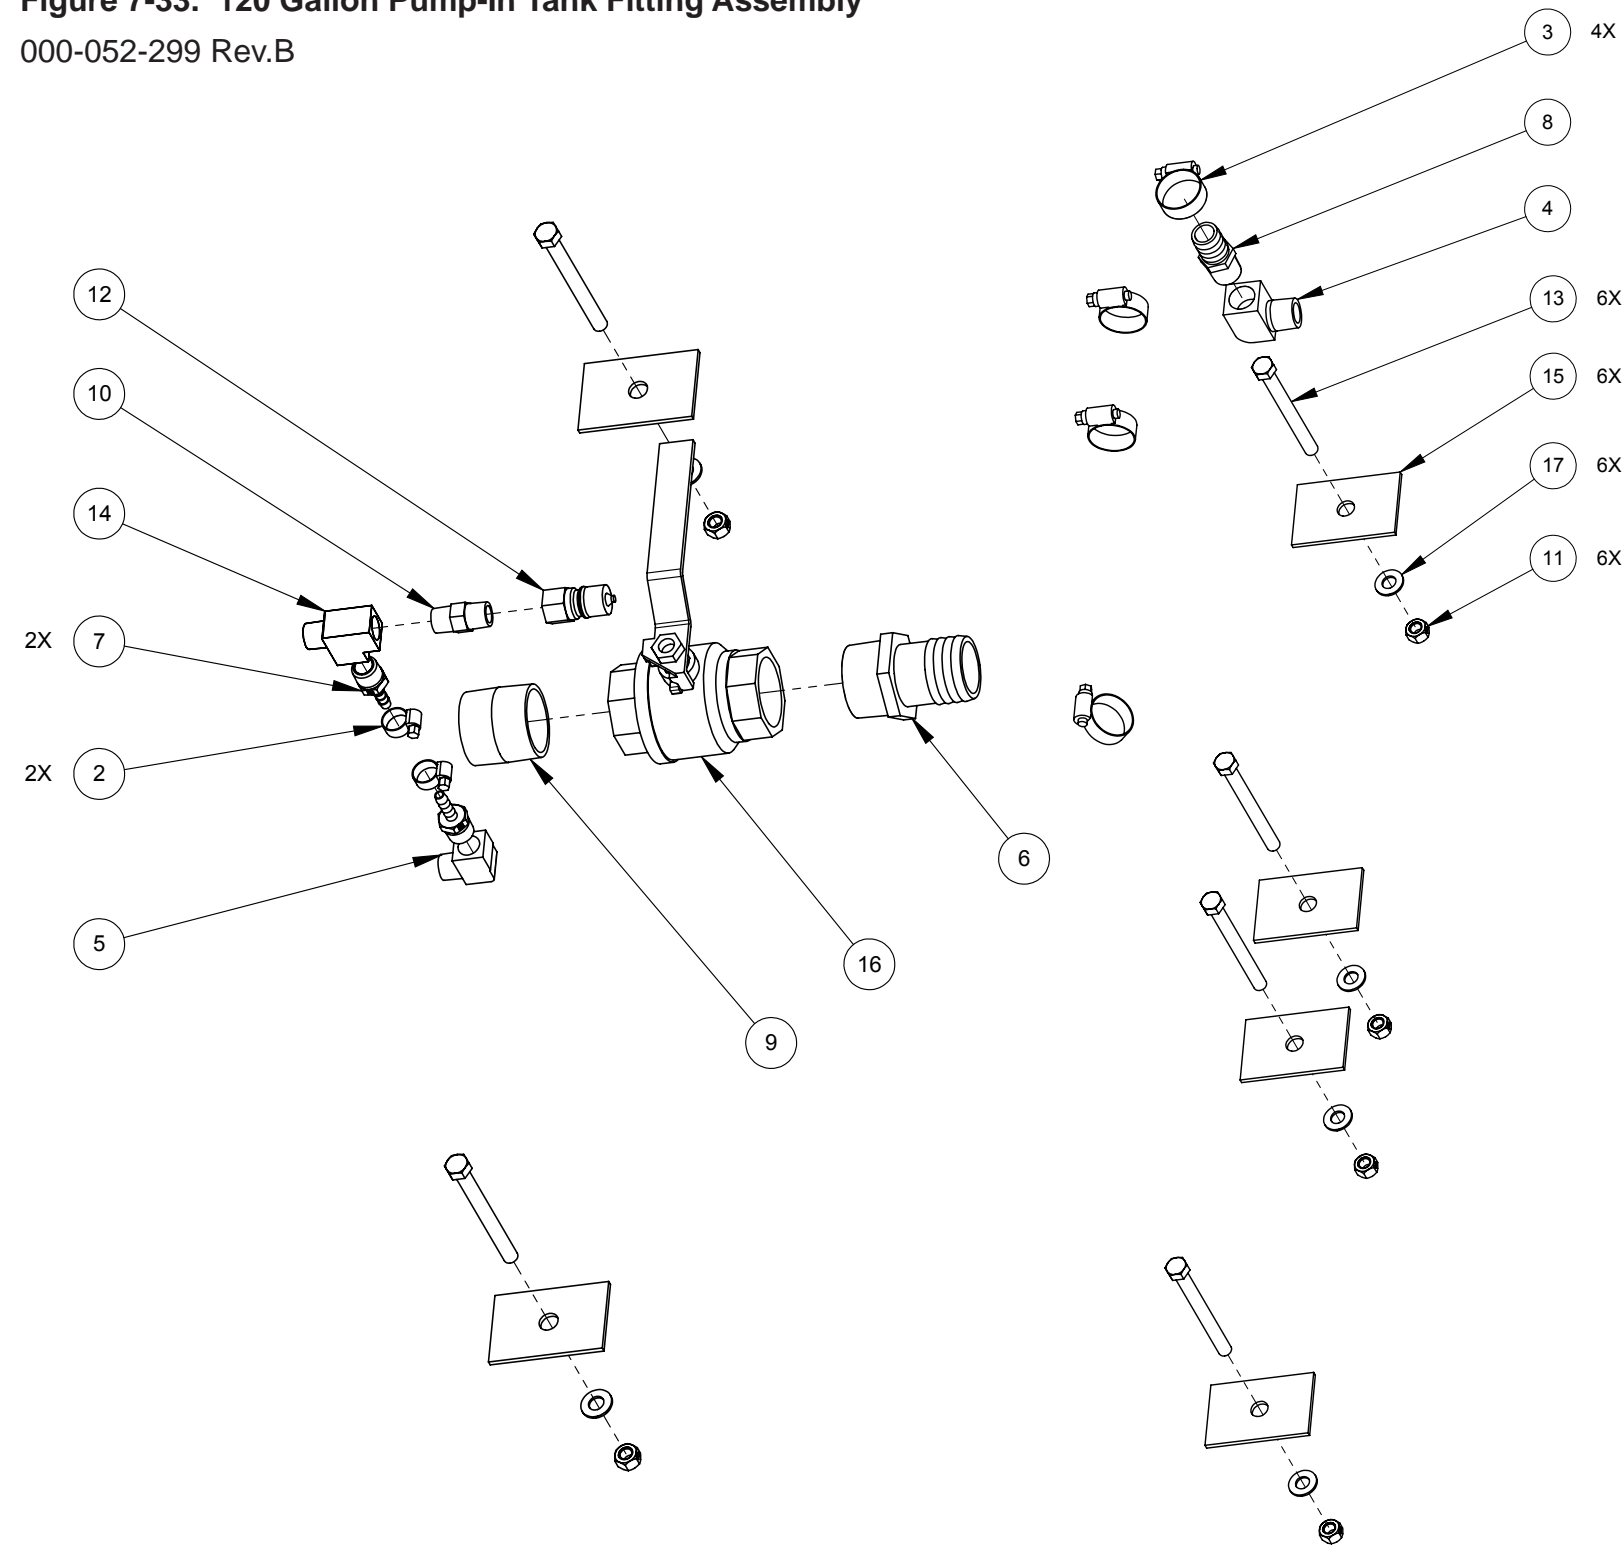 Figure 7-33: 120 Gallon Pump-In Tank Fitting Assembly
000-052-299 Rev.B
3 4X
8
4
12
13 6X
15 6X
10
17 6X
14
11 6X
2X 7
2X 2
6
5
16
9